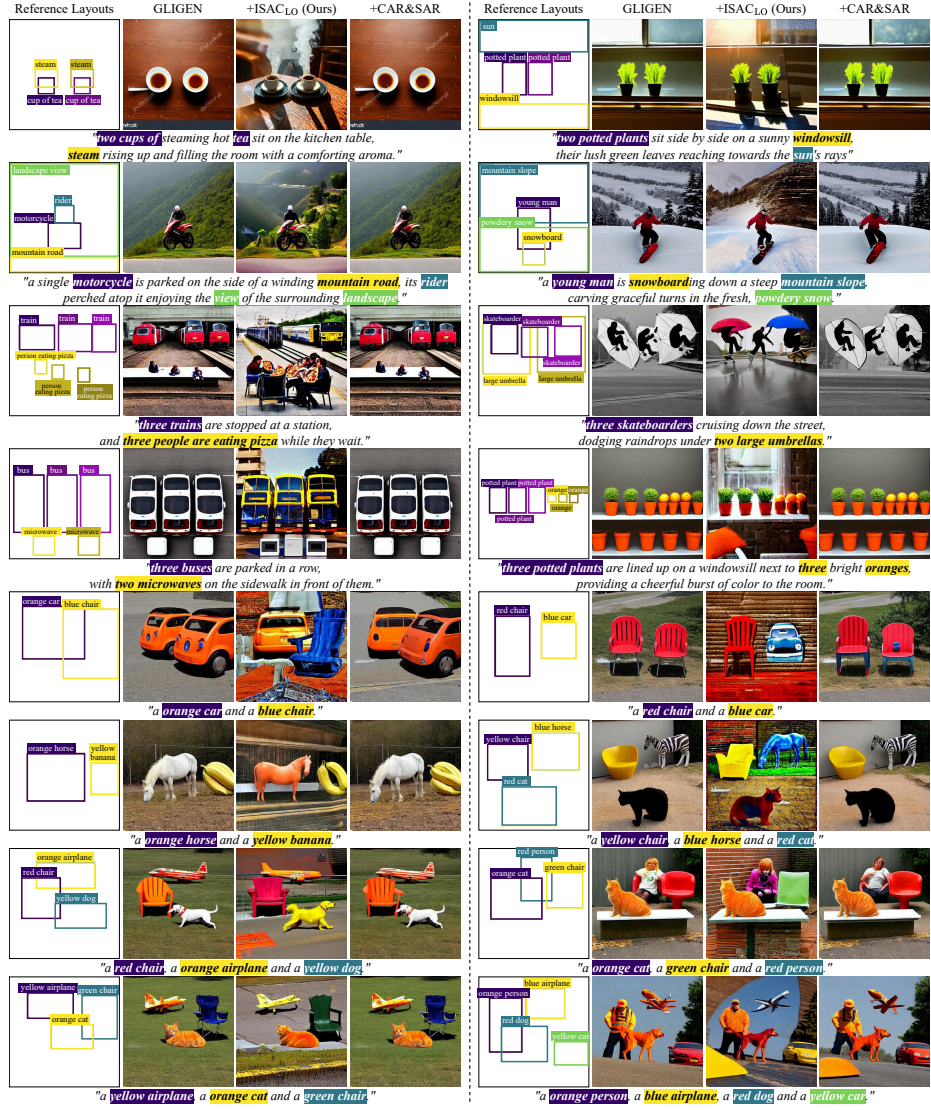 Reference Layouts GLIGEN +ISAC_LO (Ours) +CAR&SAR
steam steam
cup of tea cup of tea
"two cups of steaming hot tea sit on the kitchen table,
steam rising up and filling the room with a comforting aroma."
landscape view
rider
motorcycle
mountain road
"a single motorcycle is parked on the side of a winding mountain road, its rider
perched atop it enjoying the view of the surrounding landscape."
train train train
person eating pizza
person eating pizza
person eating pizza
"three trains are stopped at a station,
and three people are eating pizza while they wait."
bus bus bus
microwave microwave
"three buses are parked in a row,
with two microwaves on the sidewalk in front of them."
orange car blue chair
"a orange car and a blue chair."
orange horse yellow banana
"a orange horse and a yellow banana."
orange airplane
red chair
yellow dog
"a red chair, a orange airplane and a yellow dog."
yellow airplane green chair
orange cat
"a yellow airplane, a orange cat and a green chair."
Reference Layouts GLIGEN +ISAC_LO (Ours) +CAR&SAR
sun
potted plant potted plant
windowsill
"two potted plants sit side by side on a sunny windowsill,
their lush green leaves reaching towards the sun's rays"
mountain slope
young man
powdery snow
snowboard
"a young man is snowboarding down a steep mountain slope,
carving graceful turns in the fresh, powdery snow."
skateboarder skateboarder
skateboarder
large umbrella large umbrella
"three skateboarders cruising down the street,
dodging raindrops under two large umbrellas."
potted plant potted plant
orange orange
orange
potted plant
"three potted plants are lined up on a windowsill next to three bright oranges,
providing a cheerful burst of color to the room."
red chair
blue car
"a red chair and a blue car."
blue horse
yellow chair
red cat
"a yellow chair, a blue horse and a red cat."
red person
green chair
orange cat
"a orange cat, a green chair and a red person."
blue airplane
orange person
red dog
yellow car
"a orange person, a blue airplane, a red dog and a yellow car."